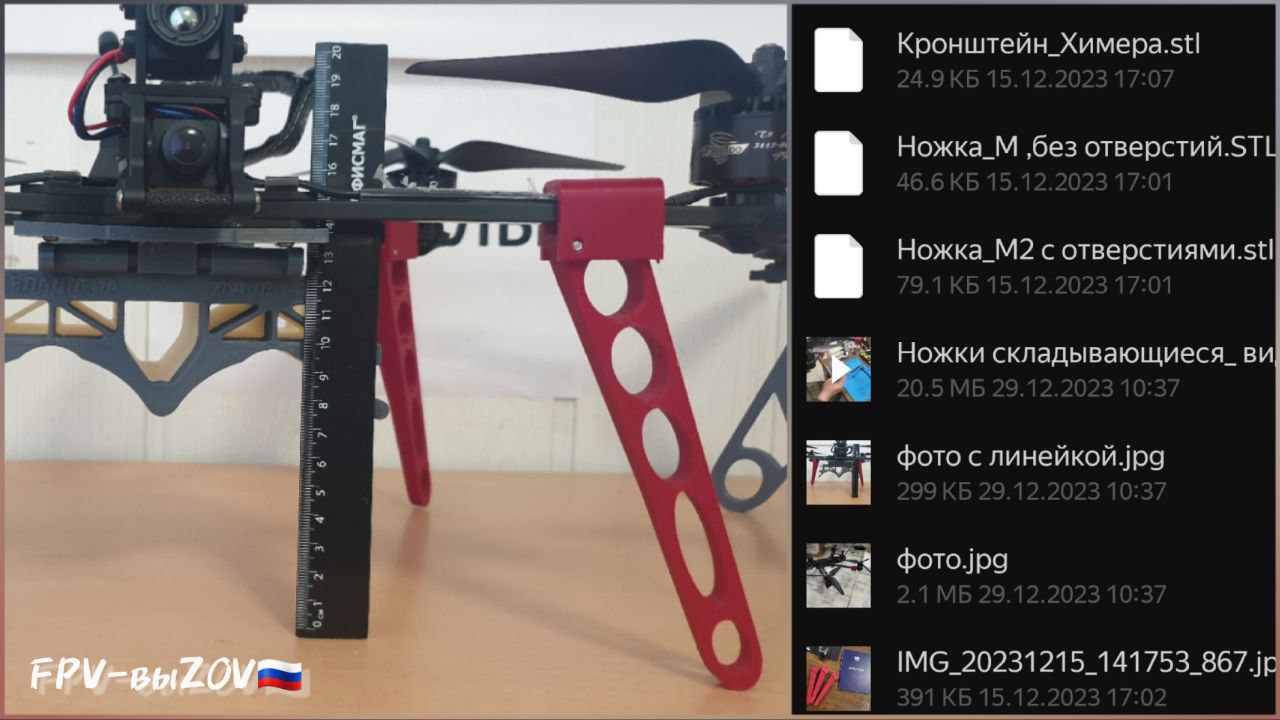 20
19
18
17
16
ФИСМАГ®
14
13
12
11
10
9
8
7
6
5
4
3
2
1
0см
FPV-выZOV
Кронштейн_Химера.stl
24.9 КБ 15.12.2023 17:07
Ножка_М ,без отверстий.STL
46.6 КБ 15.12.2023 17:01
Ножка_М2 с отверстиями.stl
79.1 КБ 15.12.2023 17:01
Ножки складывающиеся_ ви
20.5 МБ 29.12.2023 10:37
фото с линейкой.jpg
299 КБ 29.12.2023 10:37
фото.jpg
2.1 МБ 29.12.2023 10:37
IMG_20231215_141753_867.jp
391 КБ 15.12.2023 17:02